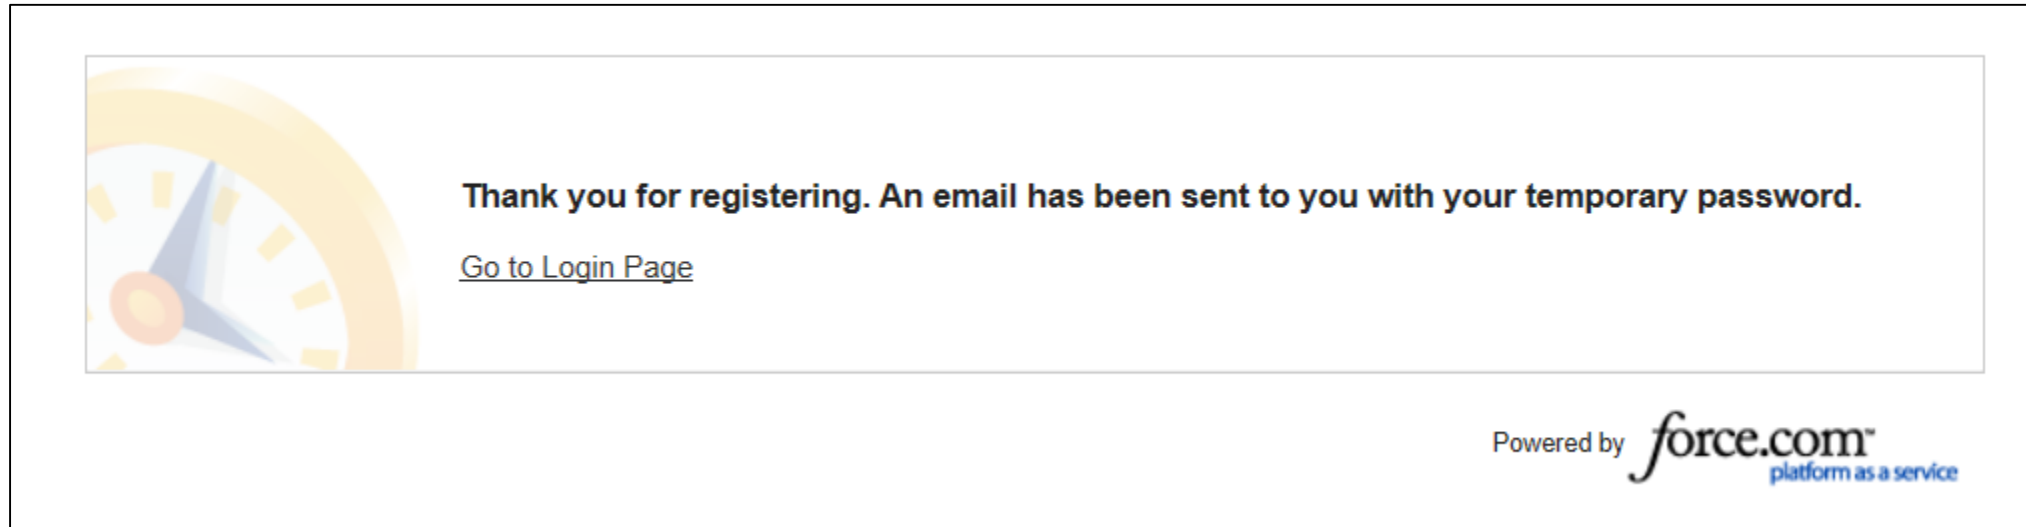 Thank you for registering. An email has been sent to you with your temporary password.
Go to Login Page
Powered by force.com™
platform as a service